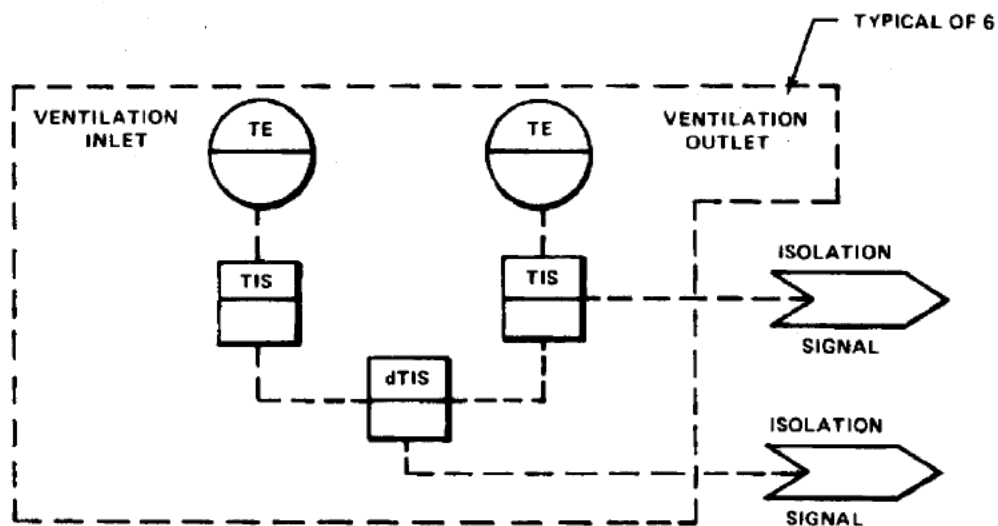 TYPICAL OF 6
VENTILATION
INLET
TE
TE
VENTILATION
OUTLET
TIS
TIS
ISOLATION
SIGNAL
dTIS
ISOLATION
SIGNAL